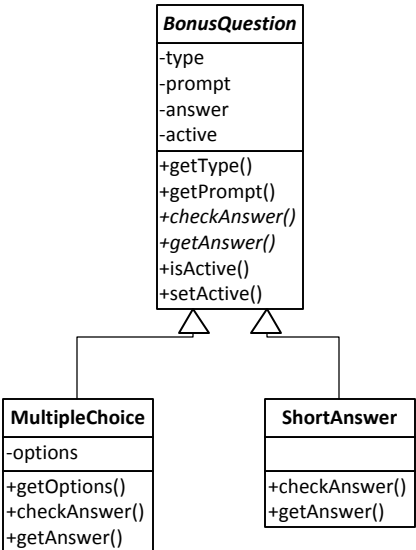 BonusQuestion
-type
-prompt
-answer
-active
+getType()
+getPrompt()
+checkAnswer()
+getAnswer()
+isActive()
+setActive()
MultipleChoice
-options
+getOptions()
+checkAnswer()
+getAnswer()
ShortAnswer
+checkAnswer()
+getAnswer()